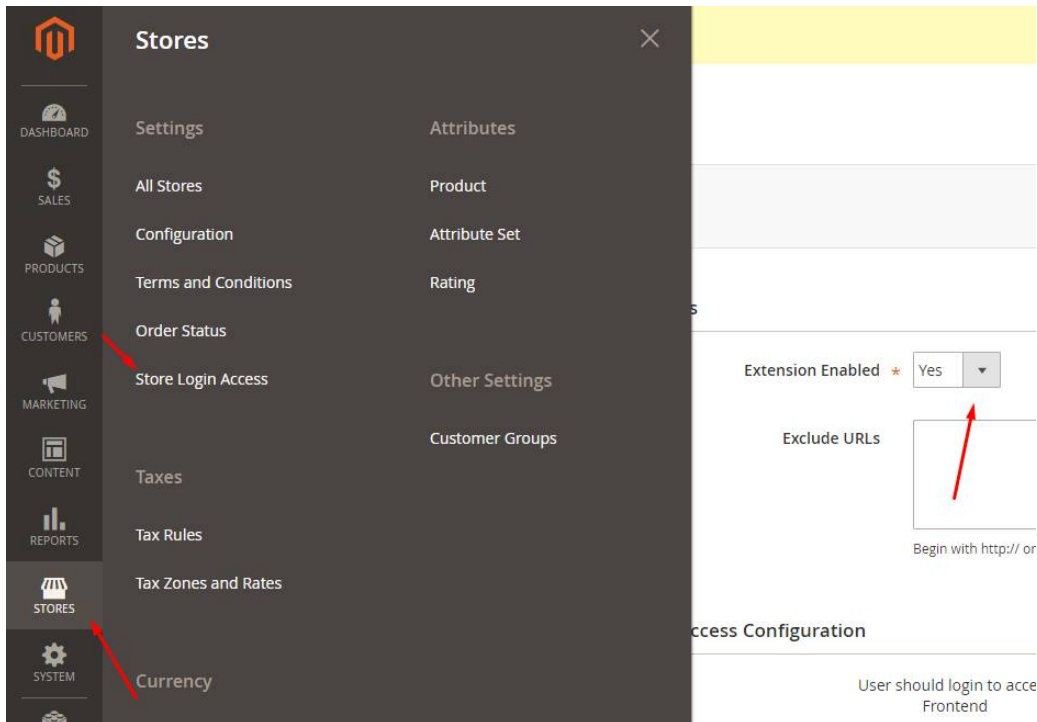 DASHBOARD
SALES
PRODUCTS
CUSTOMERS
MARKETING
CONTENT
REPORTS
STORES
SYSTEM
Stores
Settings
All Stores
Configuration
Terms and Conditions
Order Status
Store Login Access
Taxes
Tax Rules
Tax Zones and Rates
Currency
Attributes
Product
Attribute Set
Rating
Other Settings
Customer Groups
s
Extension Enabled * Yes
Exclude URLs
Begin with http:// or
ccess Configuration
User should login to acce
Frontend